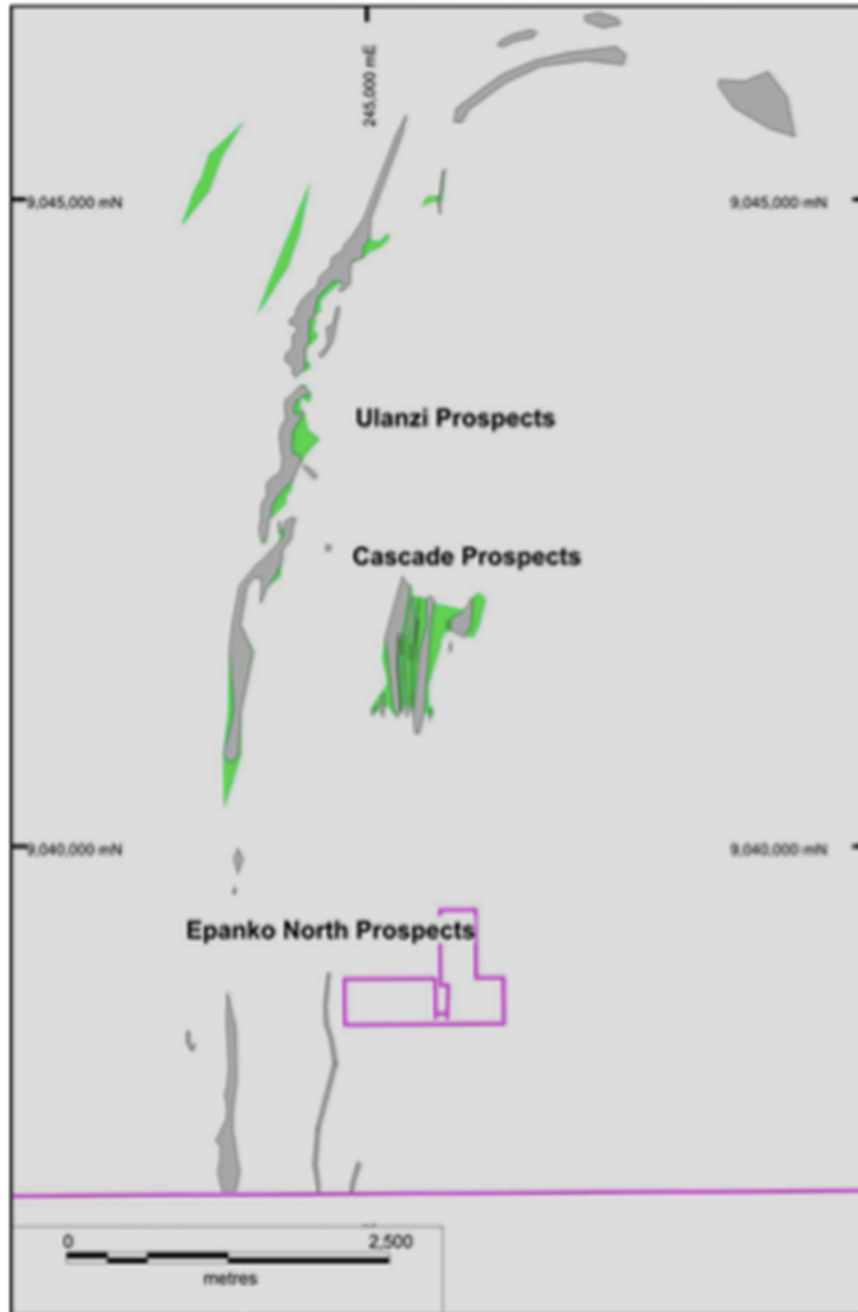 245,000 mE
9,045,000 mN
9,045,000 mN
Ulanzi Prospects
Cascade Prospects
9,040,000 mN
9,040,000 mN
Epanko North Prospects
0
2,500
metres